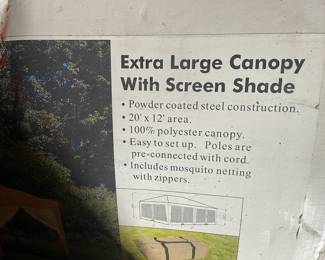 Extra Large Canopy
With Screen Shade
• Powder coated steel construction.
• 20' x 12' area.
• 100% polyester canopy.
• Easy to set up. Poles are
pre-connected with cord.
• Includes mosquito netting
with zippers.